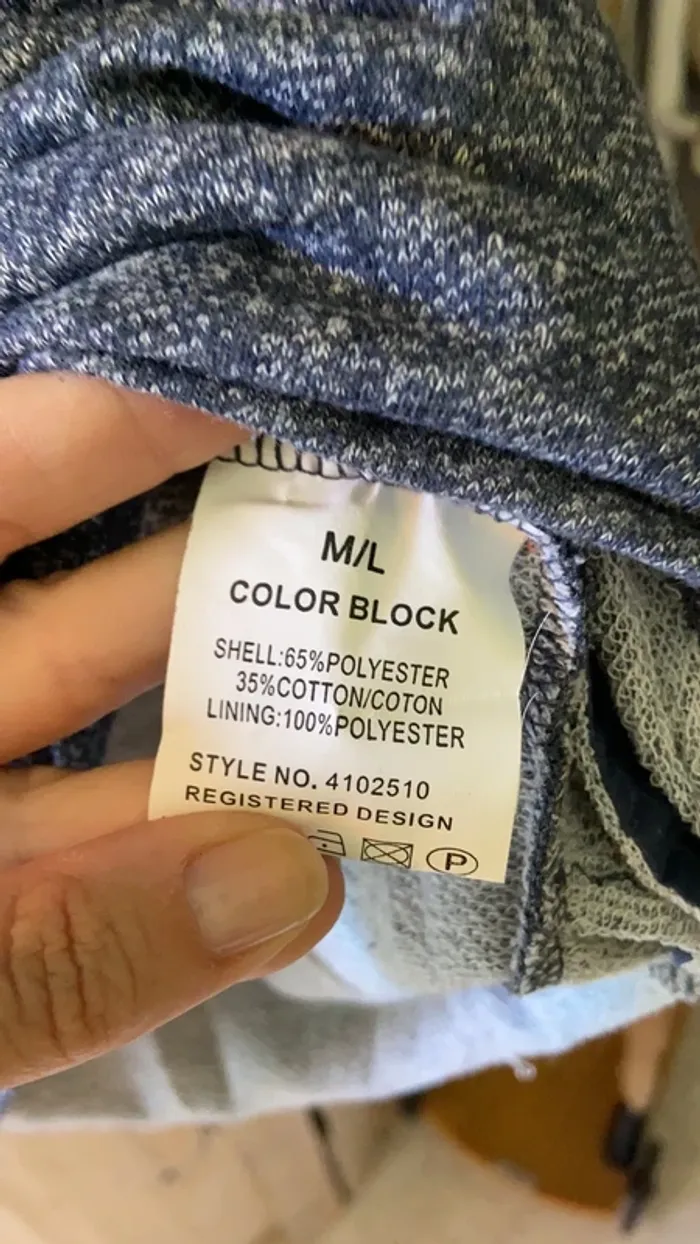 M/L
COLOR BLOCK
SHELL:65%POLYESTER
35%COTTON/COTON
LINING:100%POLYESTER
STYLE NO. 4102510
REGISTERED DESIGN
P